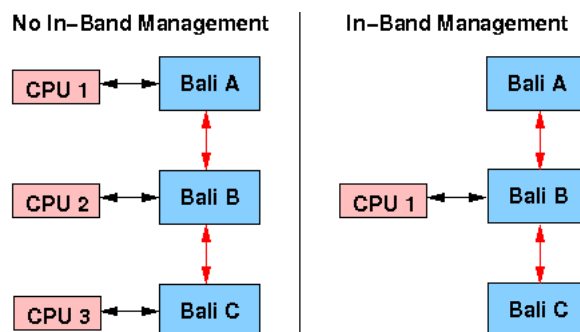 No In-Band Management
In-Band Management
CPU 1
Bali A
Bali A
CPU 2
Bali B
CPU 1
Bali B
CPU 3
Bali C
Bali C